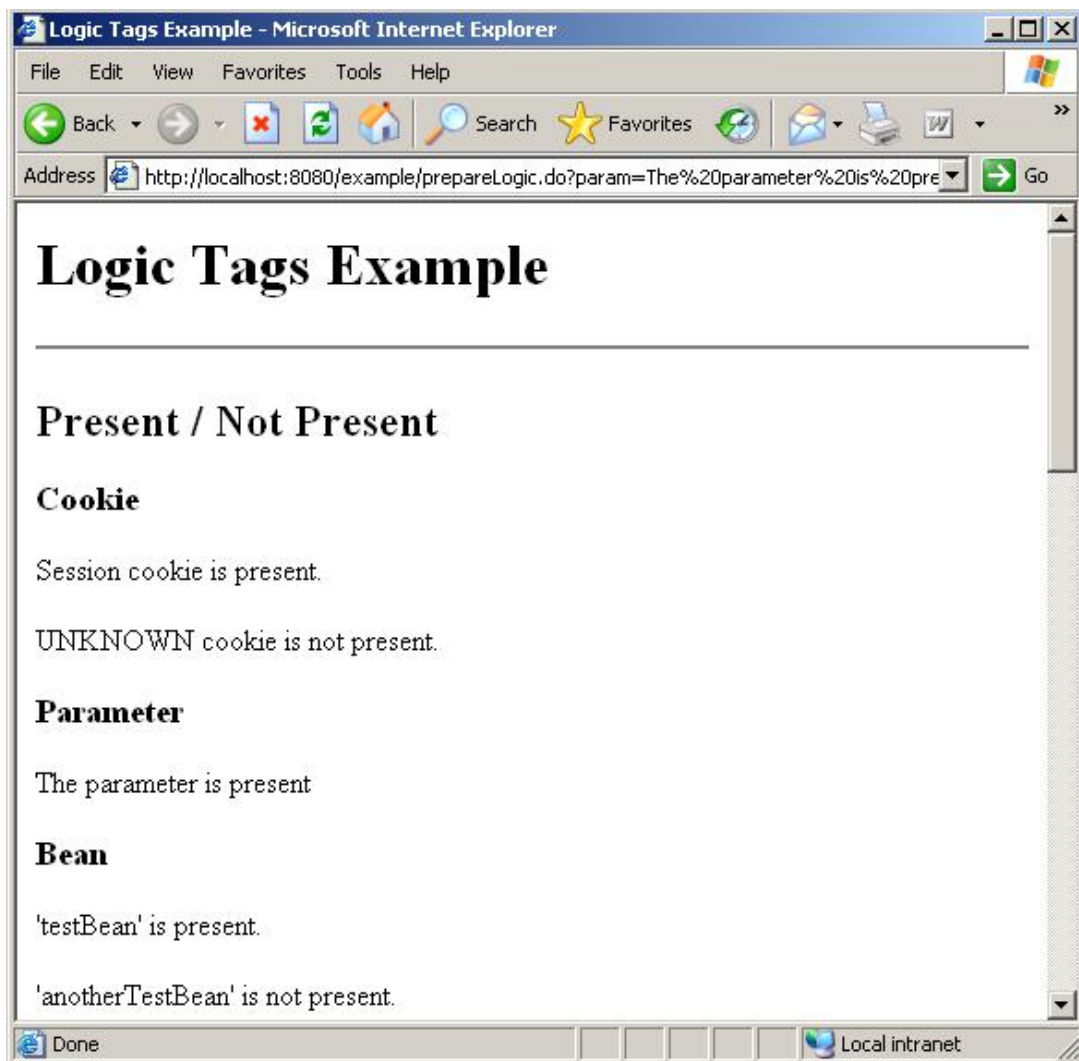 Logic Tags Example - Microsoft Internet Explorer
File Edit View Favorites Tools Help
Back Search Favorites
Address http://localhost:8080/example/prepareLogic.do?param=The%20parameter%20is%20pre Go
Logic Tags Example
Present / Not Present
Cookie
Session cookie is present.
UNKNOWN cookie is not present.
Parameter
The parameter is present
Bean
'testBean' is present.
'anotherTestBean' is not present.
Done Local intranet